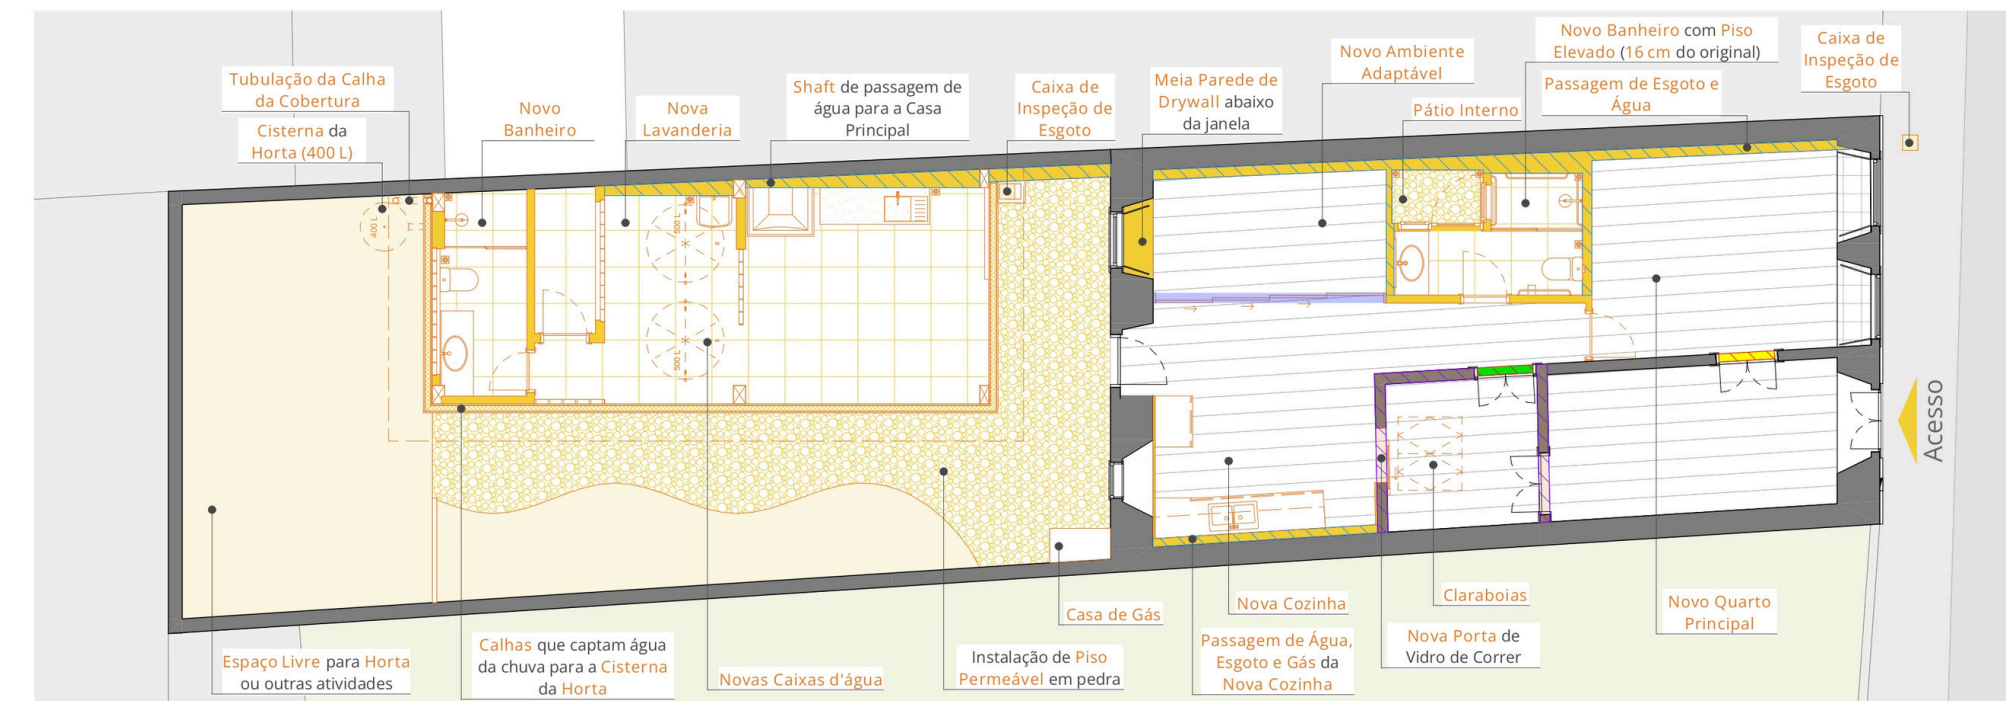 Tubulação da Calha
da Cobertura
Cisterna da
Horta (400 L)
Novo
Banheiro
Nova
Lavanderia
Shaft de passagem de
água para a Casa
Principal
Caixa de
Inspeção de
Esgoto
Meia Parede de
Drywall abaixo
da janela
Novo Ambiente
Adaptável
Pátio Interno
Novo Banheiro com Piso
Elevado (16 cm do original)
Passagem de Esgoto e
Água
Caixa de
Inspeção de
Esgoto
400 L
500 L
500 L
Acesso
Espaço Livre para Horta
ou outras atividades
Calhas que captam água
da chuva para a Cisterna
da Horta
Novas Caixas d'água
Instalação de Piso
Permeável em pedra
Casa de Gás
Passagem de Água,
Esgoto e Gás da
Nova Cozinha
Nova Cozinha
Nova Porta de
Vidro de Correr
Claraboias
Novo Quarto
Principal